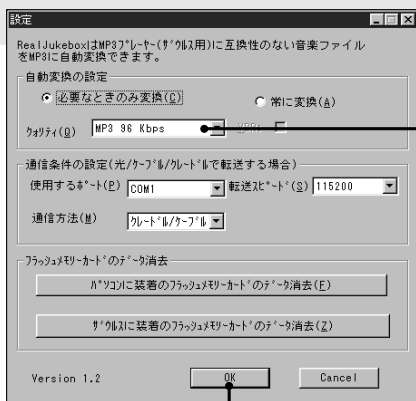 設定
RealJukeboxはMP3ﾌﾟﾚｰﾔｰ(ｻﾞｳﾙｽ用)に互換性のない音楽ファイル
をMP3に自動変換できます。
自動変換の設定
必要なときのみ変換(C)
常に変換(A)
ｸｫﾘﾃｨ(Q)
MP3 96 Kbps
通信条件の設定(光/ｹｰﾌﾞﾙ/ｸﾚｰﾄﾞﾙで転送する場合)
使用するﾎﾟｰﾄ(P) COM1 転送ｽﾋﾟｰﾄﾞ(S) 115200
通信方法(M) ｸﾚｰﾄﾞﾙ/ｹｰﾌﾞﾙ
ﾌﾗｯｼｭﾒﾓﾘｰｶｰﾄﾞのﾃﾞｰﾀ消去
ﾊﾟｿｺﾝに装着のﾌﾗｯｼｭﾒﾓﾘｰｶｰﾄﾞのﾃﾞｰﾀ消去(F)
ｻﾞｳﾙｽに装着のﾌﾗｯｼｭﾒﾓﾘｰｶｰﾄﾞのﾃﾞｰﾀ消去(Z)
Version 1.2 OK Cancel